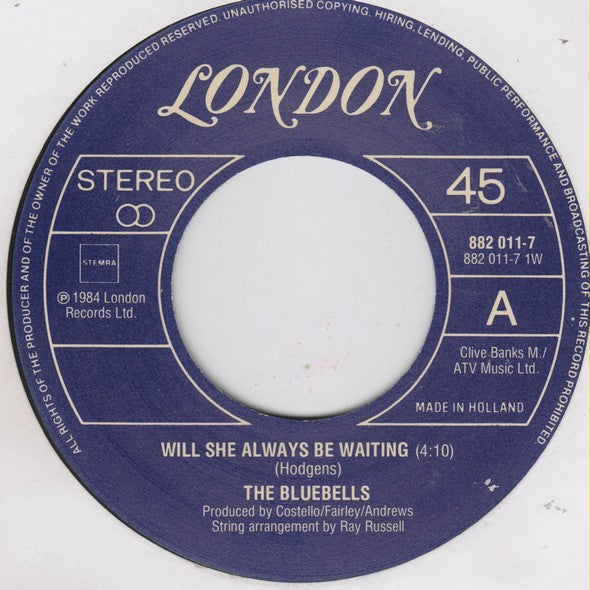 ALL RIGHTS OF THE PRODUCER AND OF THE OWNER OF THE WORK REPRODUCED RESERVED. UNAUTHORISED COPYING, HIRING, LENDING, PUBLIC PERFORMANCE AND BROADCASTING OF THIS RECORD PROHIBITED.
LONDON
STEREO
45
STEMRA
882 011-7
882 011-7 1W
℗ 1984 London
Records Ltd.
A
Clive Banks M./
ATV Music Ltd.
MADE IN HOLLAND
WILL SHE ALWAYS BE WAITING (4:10)
(Hodgens)
THE BLUEBELLS
Produced by Costello/Fairley/Andrews
String arrangement by Ray Russell